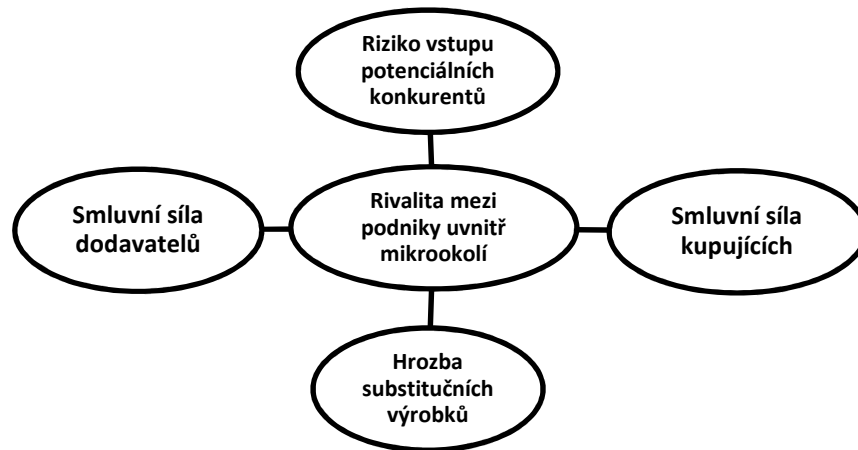 Riziko vstupu
potenciálních
konkurentů
Smluvní síla
dodavatelů
Rivalita mezi
podniky uvnitř
mikrookolí
Smluvní síla
kupujících
Hrozba
substitučních
výrobků